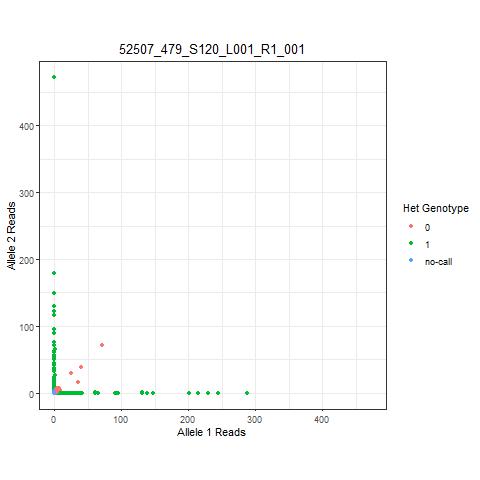 52507_479_S120_L001_R1_001
Allele 2 Reads
400
300
200
100
0
0 100 200 300 400
Allele 1 Reads
Het Genotype
0
1
no-call